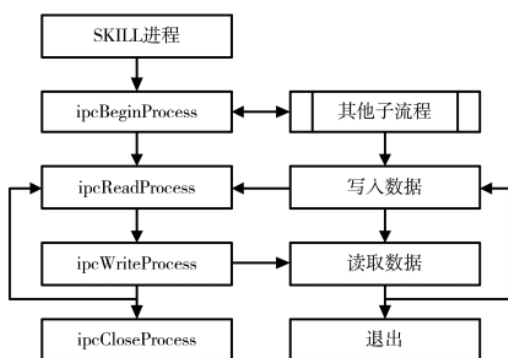 SKILL进程
ipcBeginProcess
其他子流程
ipcReadProcess
写入数据
ipcWriteProcess
读取数据
ipcCloseProcess
退出